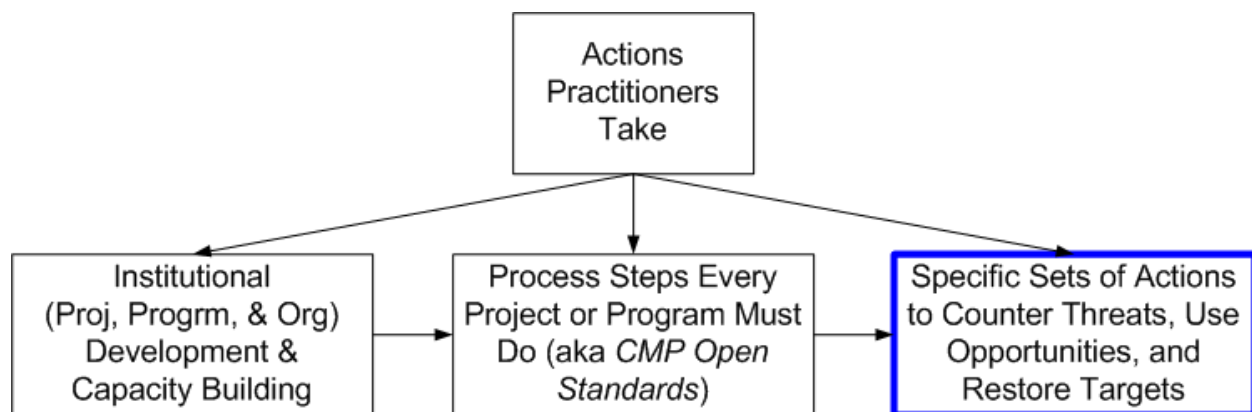 Actions
Practitioners
Take
Institutional
(Proj, Progrm, & Org)
Development &
Capacity Building
Process Steps Every
Project or Program Must
Do (aka CMP Open
Standards)
Specific Sets of Actions
to Counter Threats, Use
Opportunities, and
Restore Targets